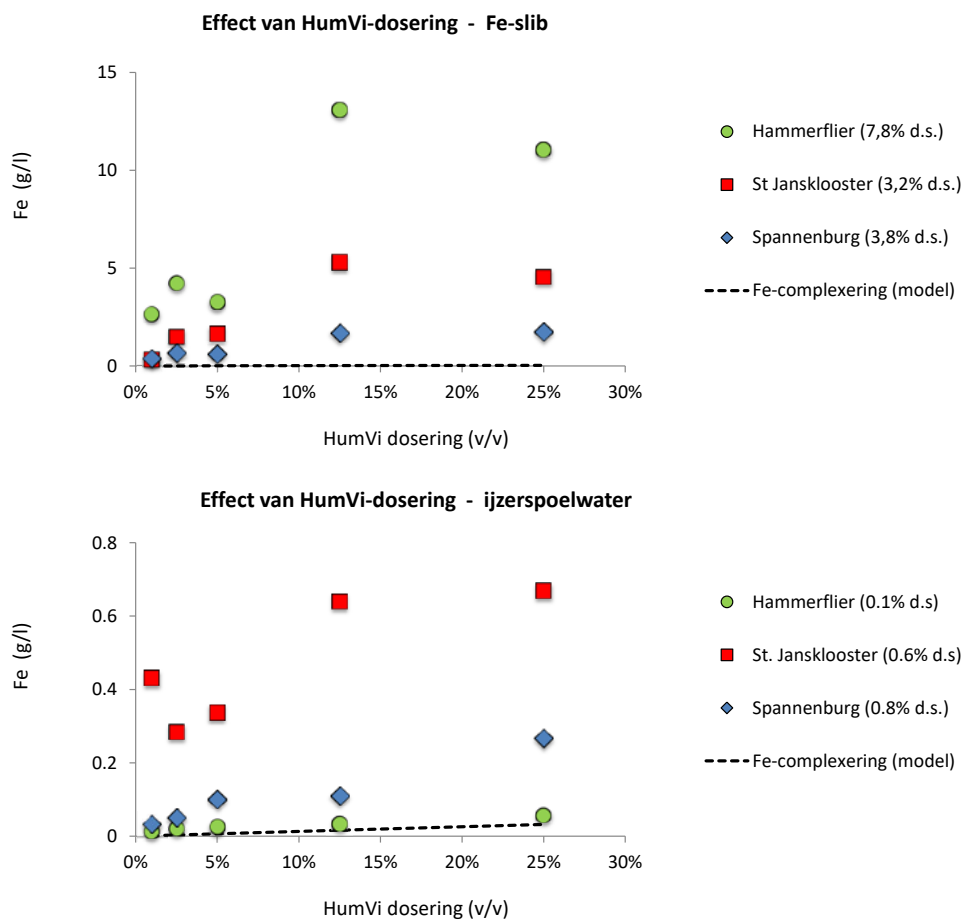 Effect van HumVi-dosering - Fe-slib
15
10
5
0
Fe (g/l)
0% 5% 10% 15% 20% 25% 30%
HumVi dosering (v/v)
Hammerflier (7,8% d.s.)
St Jansklooster (3,2% d.s.)
Spannenburg (3,8% d.s.)
Fe-complexering (model)
Effect van HumVi-dosering - ijzerspoelwater
0.8
0.6
0.4
0.2
0
Fe (g/l)
0% 5% 10% 15% 20% 25% 30%
HumVi dosering (v/v)
Hammerflier (0.1% d.s)
St. Jansklooster (0.6% d.s)
Spannenburg (0.8% d.s.)
Fe-complexering (model)